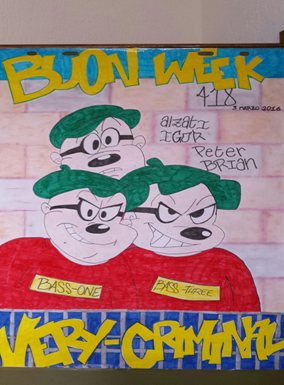 BUON WEEK
418
3 MARZO 2016
alzati
IGOR
Peter
BRIAN
BASS-ONE
BASS-THREE
VERY-CRIMINAL